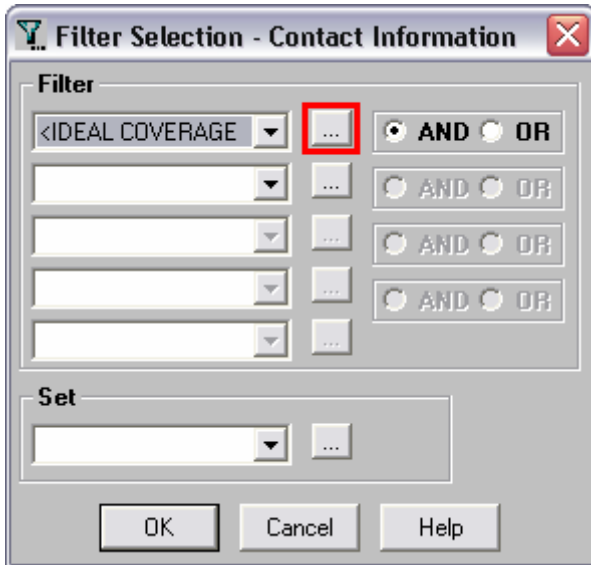 Filter Selection - Contact Information
Filter
<IDEAL COVERAGE ... AND OR
... AND OR
... AND OR
... AND OR
...
Set
...
OK Cancel Help